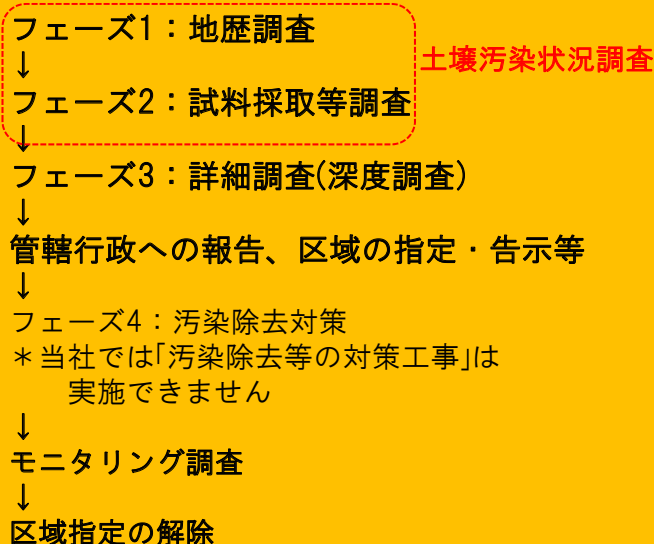 フェーズ1：地歴調査
↓
土壌汚染状況調査
フェーズ2：試料採取等調査
↓
フェーズ3：詳細調査(深度調査)
↓
管轄行政への報告、区域の指定・告示等
↓
フェーズ4：汚染除去対策
＊当社では｢汚染除去等の対策工事｣は
実施できません
↓
モニタリング調査
↓
区域指定の解除